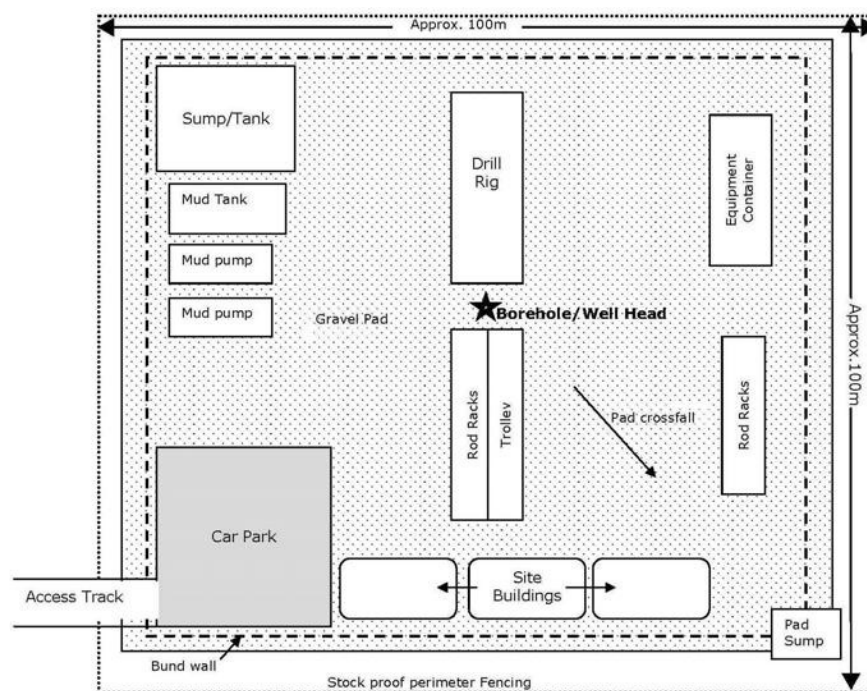 Approx. 100m
Sump/Tank
Drill
Rig
Equipment
Container
Mud Tank
Mud pump
Mud pump
Borehole/Well Head
Gravel Pad
Approx.100m
Rod Racks
Trollev
Pad crossfall
Rod Racks
Car Park
Site
Buildings
Access Track
Pad
Sump
Bund wall
Stock proof perimeter Fencing